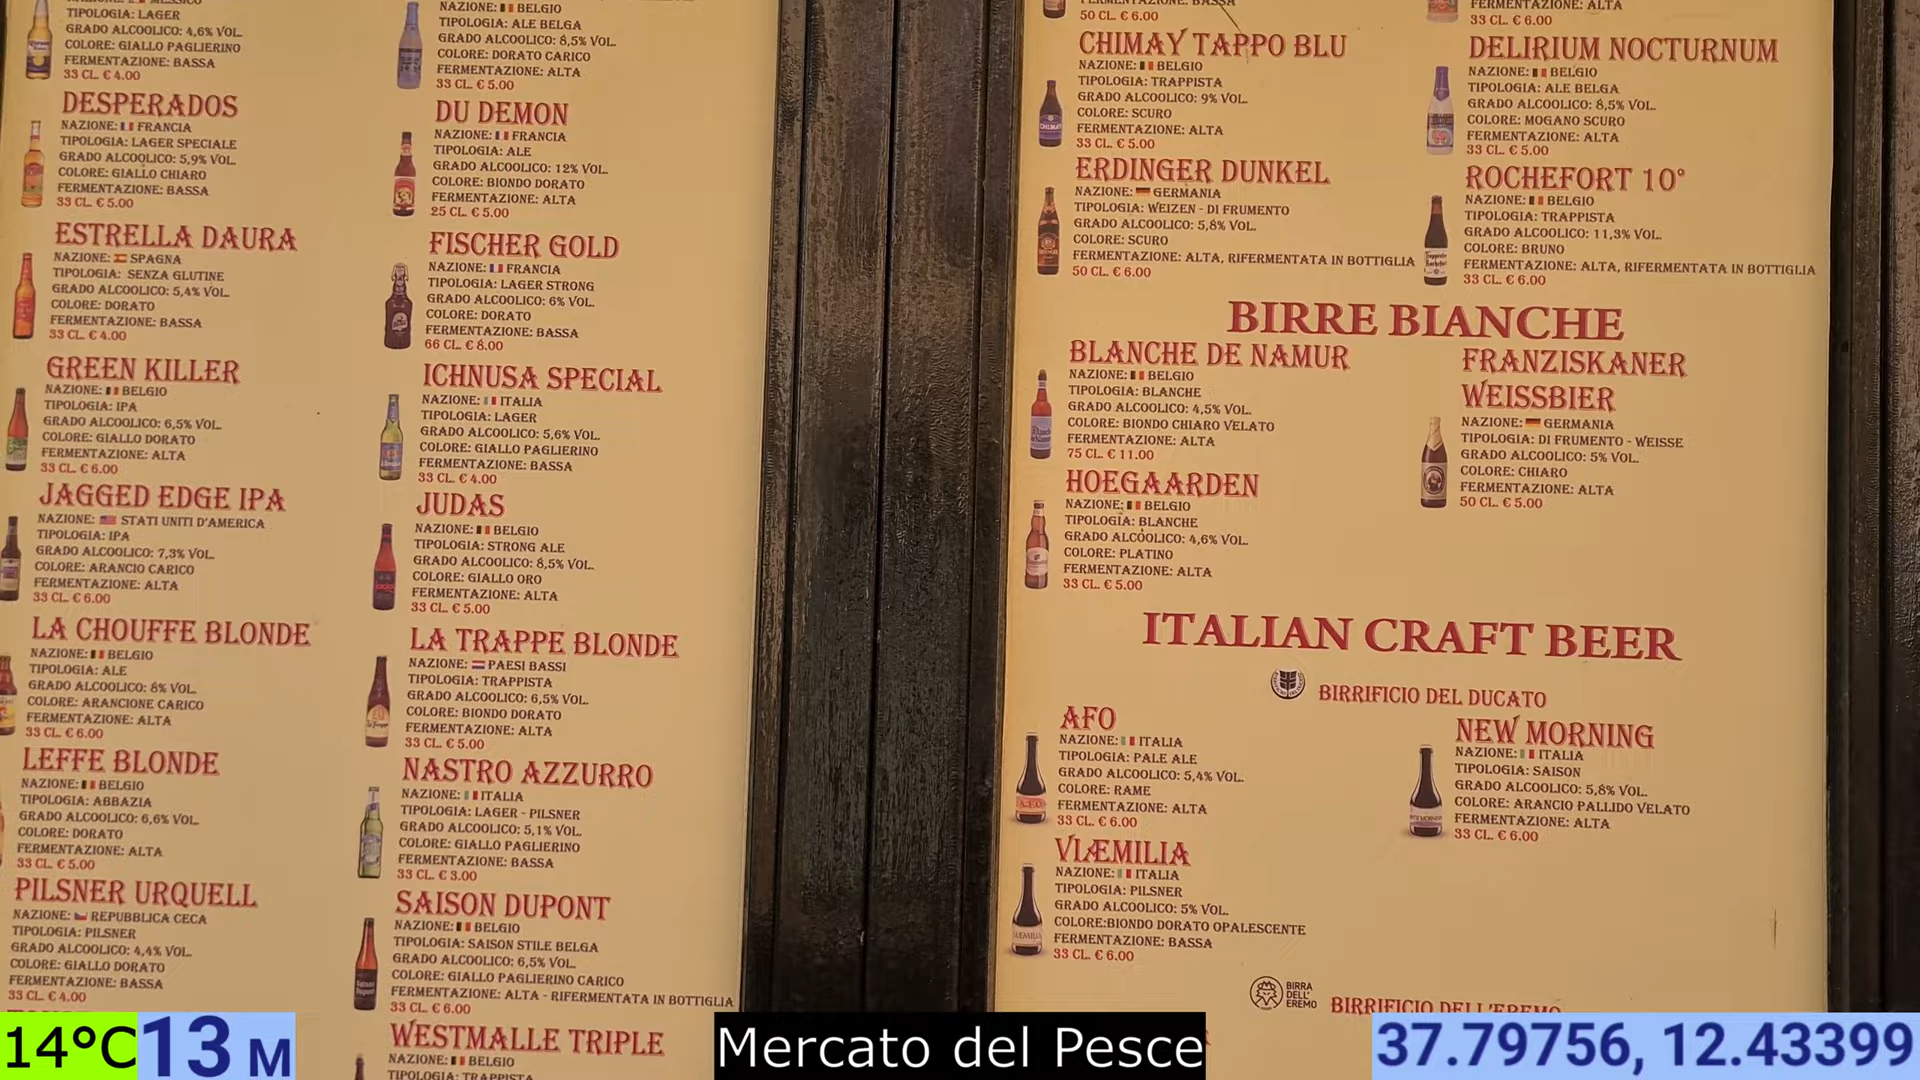 TIPOLOGIA: LAGER
GRADO ALCOOLICO: 4,6% VOL.
COLORE: GIALLO PAGLIERINO
FERMENTAZIONE: BASSA
33 CL. € 4.00
DESPERADOS
NAZIONE: FRANCIA
TIPOLOGIA: LAGER SPECIALE
GRADO ALCOOLICO: 5,9% VOL.
COLORE: GIALLO CHIARO
FERMENTAZIONE: BASSA
33 CL. € 5.00
ESTRELLA DAURA
NAZIONE: SPAGNA
TIPOLOGIA: SENZA GLUTINE
GRADO ALCOOLICO: 5,4% VOL.
COLORE: DORATO
FERMENTAZIONE: BASSA
33 CL. € 4.00
GREEN KILLER
NAZIONE: BELGIO
TIPOLOGIA: IPA
GRADO ALCOOLICO: 6,5% VOL.
COLORE: GIALLO DORATO
FERMENTAZIONE: ALTA
33 CL. € 6.00
JAGGED EDGE IPA
NAZIONE: STATI UNITI D'AMERICA
TIPOLOGIA: IPA
GRADO ALCOOLICO: 7,3% VOL.
COLORE: ARANCIO CARICO
FERMENTAZIONE: ALTA
33 CL. € 6.00
LA CHOUFFE BLONDE
NAZIONE: BELGIO
TIPOLOGIA: ALE
GRADO ALCOOLICO: 8% VOL.
COLORE: ARANCIONE CARICO
FERMENTAZIONE: ALTA
33 CL. € 6.00
LEFFE BLONDE
NAZIONE: BELGIO
TIPOLOGIA: ABBAZIA
GRADO ALCOOLICO: 6,6% VOL.
COLORE: DORATO
FERMENTAZIONE: ALTA
33 CL. € 5.00
PILSNER URQUELL
NAZIONE: REPUBBLICA CECA
TIPOLOGIA: PILSNER
GRADO ALCOOLICO: 4,4% VOL.
COLORE: GIALLO DORATO
FERMENTAZIONE: BASSA
33 CL. € 4.00
NAZIONE: BELGIO
TIPOLOGIA: ALE BELGA
GRADO ALCOOLICO: 8,5% VOL.
COLORE: DORATO CARICO
FERMENTAZIONE: ALTA
33 CL. € 5.00
DU DEMON
NAZIONE: FRANCIA
TIPOLOGIA: ALE
GRADO ALCOOLICO: 12% VOL.
COLORE: BIONDO DORATO
FERMENTAZIONE: ALTA
25 CL. € 5.00
FISCHER GOLD
NAZIONE: FRANCIA
TIPOLOGIA: LAGER STRONG
GRADO ALCOOLICO: 6% VOL.
COLORE: DORATO
FERMENTAZIONE: BASSA
66 CL. € 8.00
ICHNUSA SPECIAL
NAZIONE: ITALIA
TIPOLOGIA: LAGER
GRADO ALCOOLICO: 5,6% VOL.
COLORE: GIALLO PAGLIERINO
FERMENTAZIONE: BASSA
33 CL. € 4.00
JUDAS
NAZIONE: BELGIO
TIPOLOGIA: STRONG ALE
GRADO ALCOOLICO: 8,5% VOL.
COLORE: GIALLO ORO
FERMENTAZIONE: ALTA
33 CL. € 5.00
LA TRAPPE BLONDE
NAZIONE: PAESI BASSI
TIPOLOGIA: TRAPPISTA
GRADO ALCOOLICO: 6,5% VOL.
COLORE: BIONDO DORATO
FERMENTAZIONE: ALTA
33 CL. € 5.00
NASTRO AZZURRO
NAZIONE: ITALIA
TIPOLOGIA: LAGER - PILSNER
GRADO ALCOOLICO: 5,1% VOL.
COLORE: GIALLO PAGLIERINO
FERMENTAZIONE: BASSA
33 CL. € 3.00
SAISON DUPONT
NAZIONE: BELGIO
TIPOLOGIA: SAISON STILE BELGA
GRADO ALCOOLICO: 6,5% VOL.
COLORE: GIALLO PAGLIERINO CARICO
FERMENTAZIONE: ALTA - RIFERMENTATA IN BOTTIGLIA
33 CL. € 6.00
WESTMALLE TRIPLE
NAZIONE: BELGIO
TIPOLOGIA: TRAPPISTA
FERMENTAZIONE: BASSA
50 CL. € 6.00
CHIMAY TAPPO BLU
NAZIONE: BELGIO
TIPOLOGIA: TRAPPISTA
GRADO ALCOOLICO: 9% VOL.
COLORE: SCURO
FERMENTAZIONE: ALTA
33 CL. € 5.00
ERDINGER DUNKEL
NAZIONE: GERMANIA
TIPOLOGIA: WEIZEN - DI FRUMENTO
GRADO ALCOOLICO: 5,8% VOL.
COLORE: SCURO
FERMENTAZIONE: ALTA, RIFERMENTATA IN BOTTIGLIA
50 CL. € 6.00
FERMENTAZIONE: ALTA
33 CL. € 6.00
DELIRIUM NOCTURNUM
NAZIONE: BELGIO
TIPOLOGIA: ALE BELGA
GRADO ALCOOLICO: 8,5% VOL.
COLORE: MOGANO SCURO
FERMENTAZIONE: ALTA
33 CL. € 5.00
ROCHEFORT 10°
NAZIONE: BELGIO
TIPOLOGIA: TRAPPISTA
GRADO ALCOOLICO: 11,3% VOL.
COLORE: BRUNO
FERMENTAZIONE: ALTA, RIFERMENTATA IN BOTTIGLIA
33 CL. € 6.00
BIRRE BIANCHE
BLANCHE DE NAMUR
NAZIONE: BELGIO
TIPOLOGIA: BLANCHE
GRADO ALCOOLICO: 4,5% VOL.
COLORE: BIONDO CHIARO VELATO
FERMENTAZIONE: ALTA
75 CL. € 11.00
HOEGAARDEN
NAZIONE: BELGIO
TIPOLOGIA: BLANCHE
GRADO ALCOOLICO: 4,6% VOL.
COLORE: PLATINO
FERMENTAZIONE: ALTA
33 CL. € 5.00
FRANZISKANER
WEISSBIER
NAZIONE: GERMANIA
TIPOLOGIA: DI FRUMENTO - WEISSE
GRADO ALCOOLICO: 5% VOL.
COLORE: CHIARO
FERMENTAZIONE: ALTA
50 CL. € 5.00
ITALIAN CRAFT BEER
BIRRIFICIO DEL DUCATO
AFO
NAZIONE: ITALIA
TIPOLOGIA: PALE ALE
GRADO ALCOOLICO: 5,4% VOL.
COLORE: RAME
FERMENTAZIONE: ALTA
33 CL. € 6.00
VIÆMILIA
NAZIONE: ITALIA
TIPOLOGIA: PILSNER
GRADO ALCOOLICO: 5% VOL.
COLORE:BIONDO DORATO OPALESCENTE
FERMENTAZIONE: BASSA
33 CL. € 6.00
NEW MORNING
NAZIONE: ITALIA
TIPOLOGIA: SAISON
GRADO ALCOOLICO: 5,8% VOL.
COLORE: ARANCIO PALLIDO VELATO
FERMENTAZIONE: ALTA
33 CL. € 6.00
BIRRA
DELL'
EREMO
BIRRIFICIO DELL'EREMO
14°C
13 M
Mercato del Pesce
37.79756, 12.43399